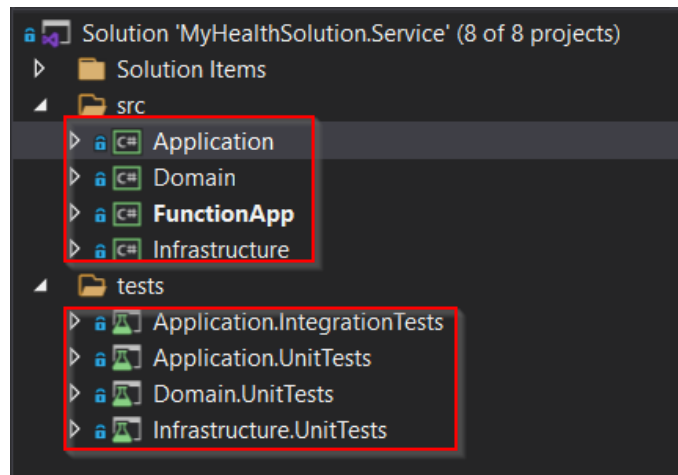 Solution 'MyHealthSolution.Service' (8 of 8 projects)
Solution Items
src
C# Application
C# Domain
C# FunctionApp
C# Infrastructure
tests
Application.IntegrationTests
Application.UnitTests
Domain.UnitTests
Infrastructure.UnitTests